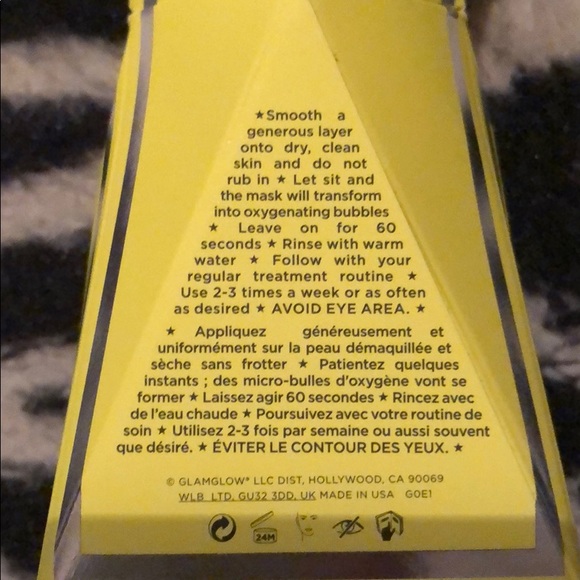 ★Smooth a
generous layer
onto dry, clean
skin and do not
rub in ★ Let sit and
the mask will transform
into oxygenating bubbles
★ Leave on for 60
seconds ★ Rinse with warm
water ★ Follow with your
regular treatment routine ★
Use 2-3 times a week or as often
as desired ★ AVOID EYE AREA. ★
★ Appliquez généreusement et
uniformément sur la peau démaquillée et
sèche sans frotter ★ Patientez quelques
instants ; des micro-bulles d'oxygène vont se
former ★ Laissez agir 60 secondes ★ Rincez avec
de l'eau chaude ★ Poursuivez avec votre routine de
soin ★ Utilisez 2-3 fois par semaine ou aussi souvent
que désiré. ★ ÉVITER LE CONTOUR DES YEUX. ★
© GLAMGLOW® LLC DIST, HOLLYWOOD, CA 90069
WLB LTD, GU32 3DD, UK MADE IN USA G0E1
24M